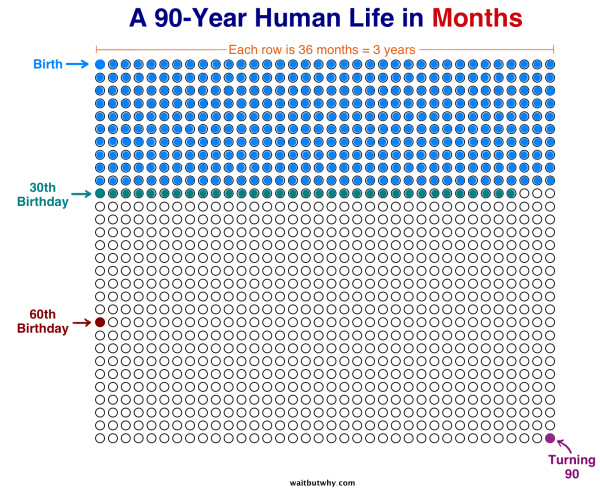 A 90-Year Human Life in Months
Each row is 36 months = 3 years
Birth
30th
Birthday
60th
Birthday
Turning
90
waitbutwhy.com